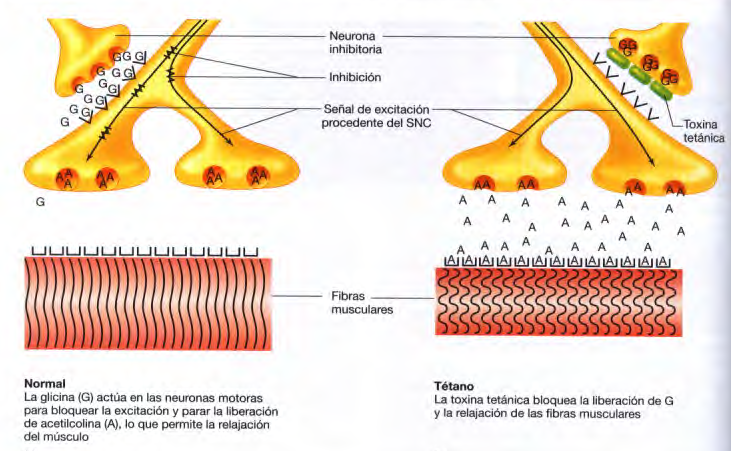 Neurona
inhibitoria
Inhibición
Señal de excitación
procedente del SNC
Toxina
tetánica
G G G
G G G
G G G
G G
G G
G
A A A
A A
A A A
A A A
G
G G
G G
G G
G G
A A
A A
A A
A A
A A A A A
A A A A A
A A A A A
A A A A
A A A A A A A A A A A A
Fibras
musculares
Normal
La glicina (G) actúa en las neuronas motoras
para bloquear la excitación y parar la liberación
de acetilcolina (A), lo que permite la relajación
del músculo
Tétano
La toxina tetánica bloquea la liberación de G
y la relajación de las fibras musculares